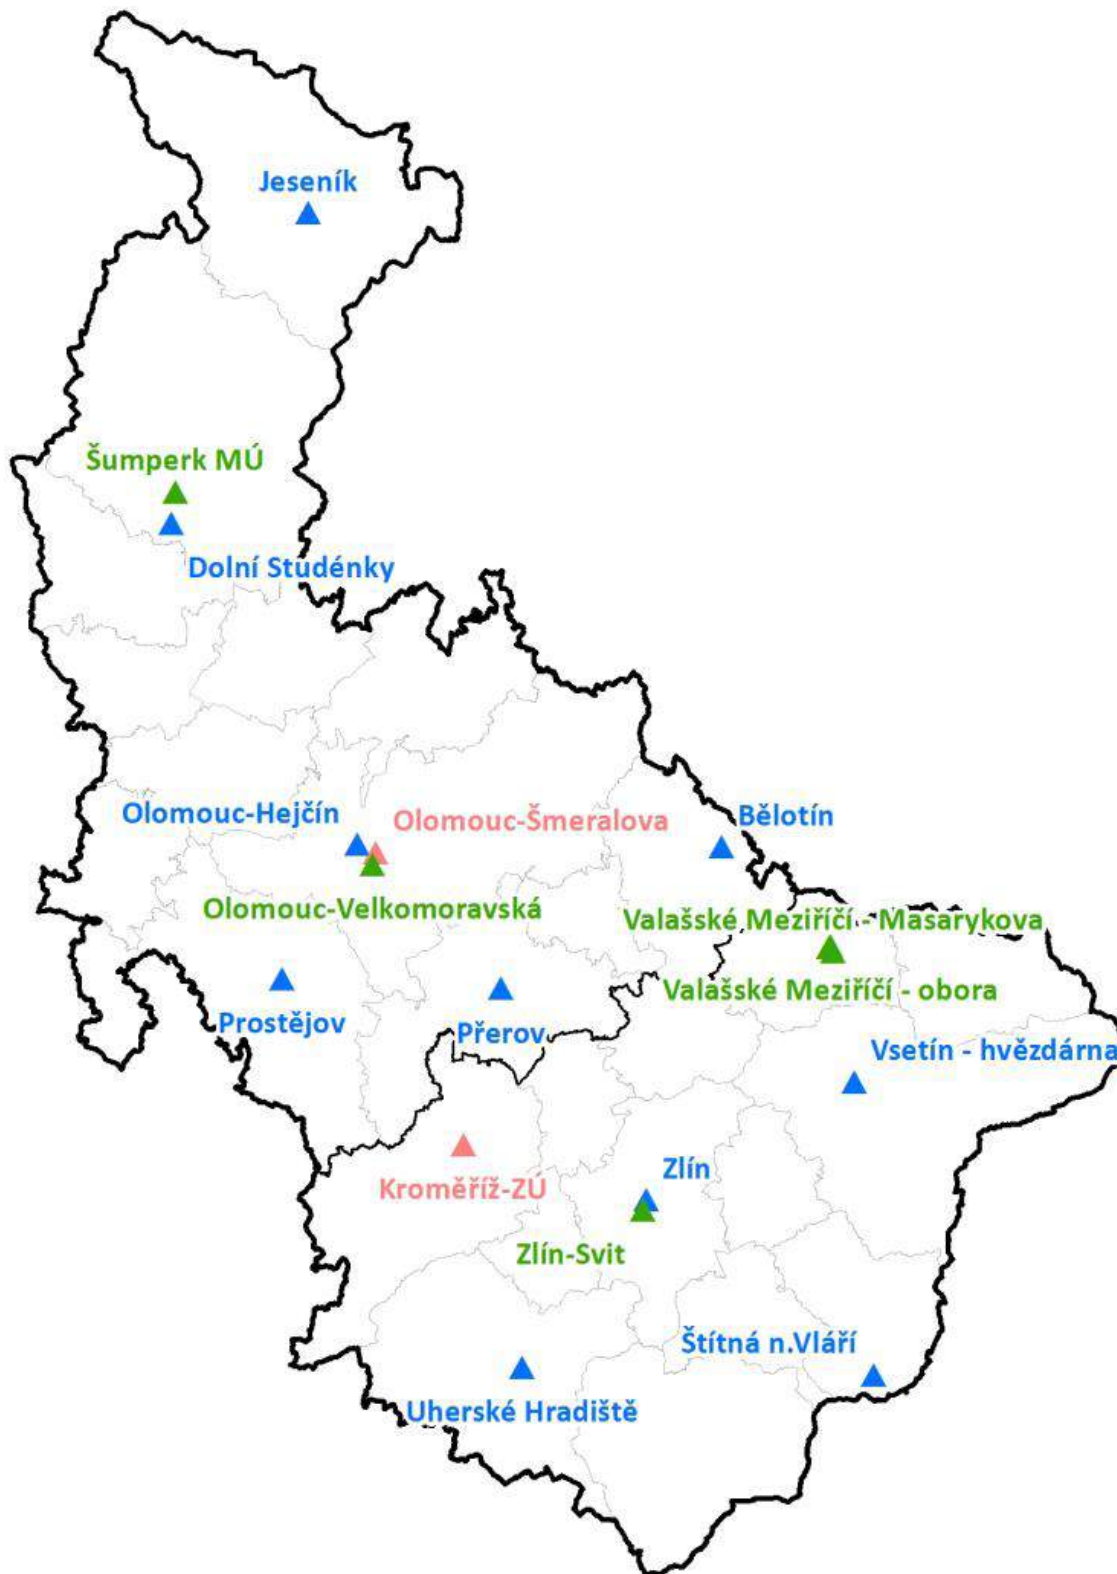 Jeseník
Šumperk MÚ
Dolní Studénky
Olomouc-Hejčín
Olomouc-Šmeralova
Bělotín
Olomouc-Velkomoravská
Valašské Meziříčí - Masarykova
Valašské Meziříčí - obora
Prostějov
Přerov
Vsetín - hvězdárna
Zlín
Kroměříž-ZÚ
Zlín-Svit
Štítná n.Vláří
Uherské Hradiště